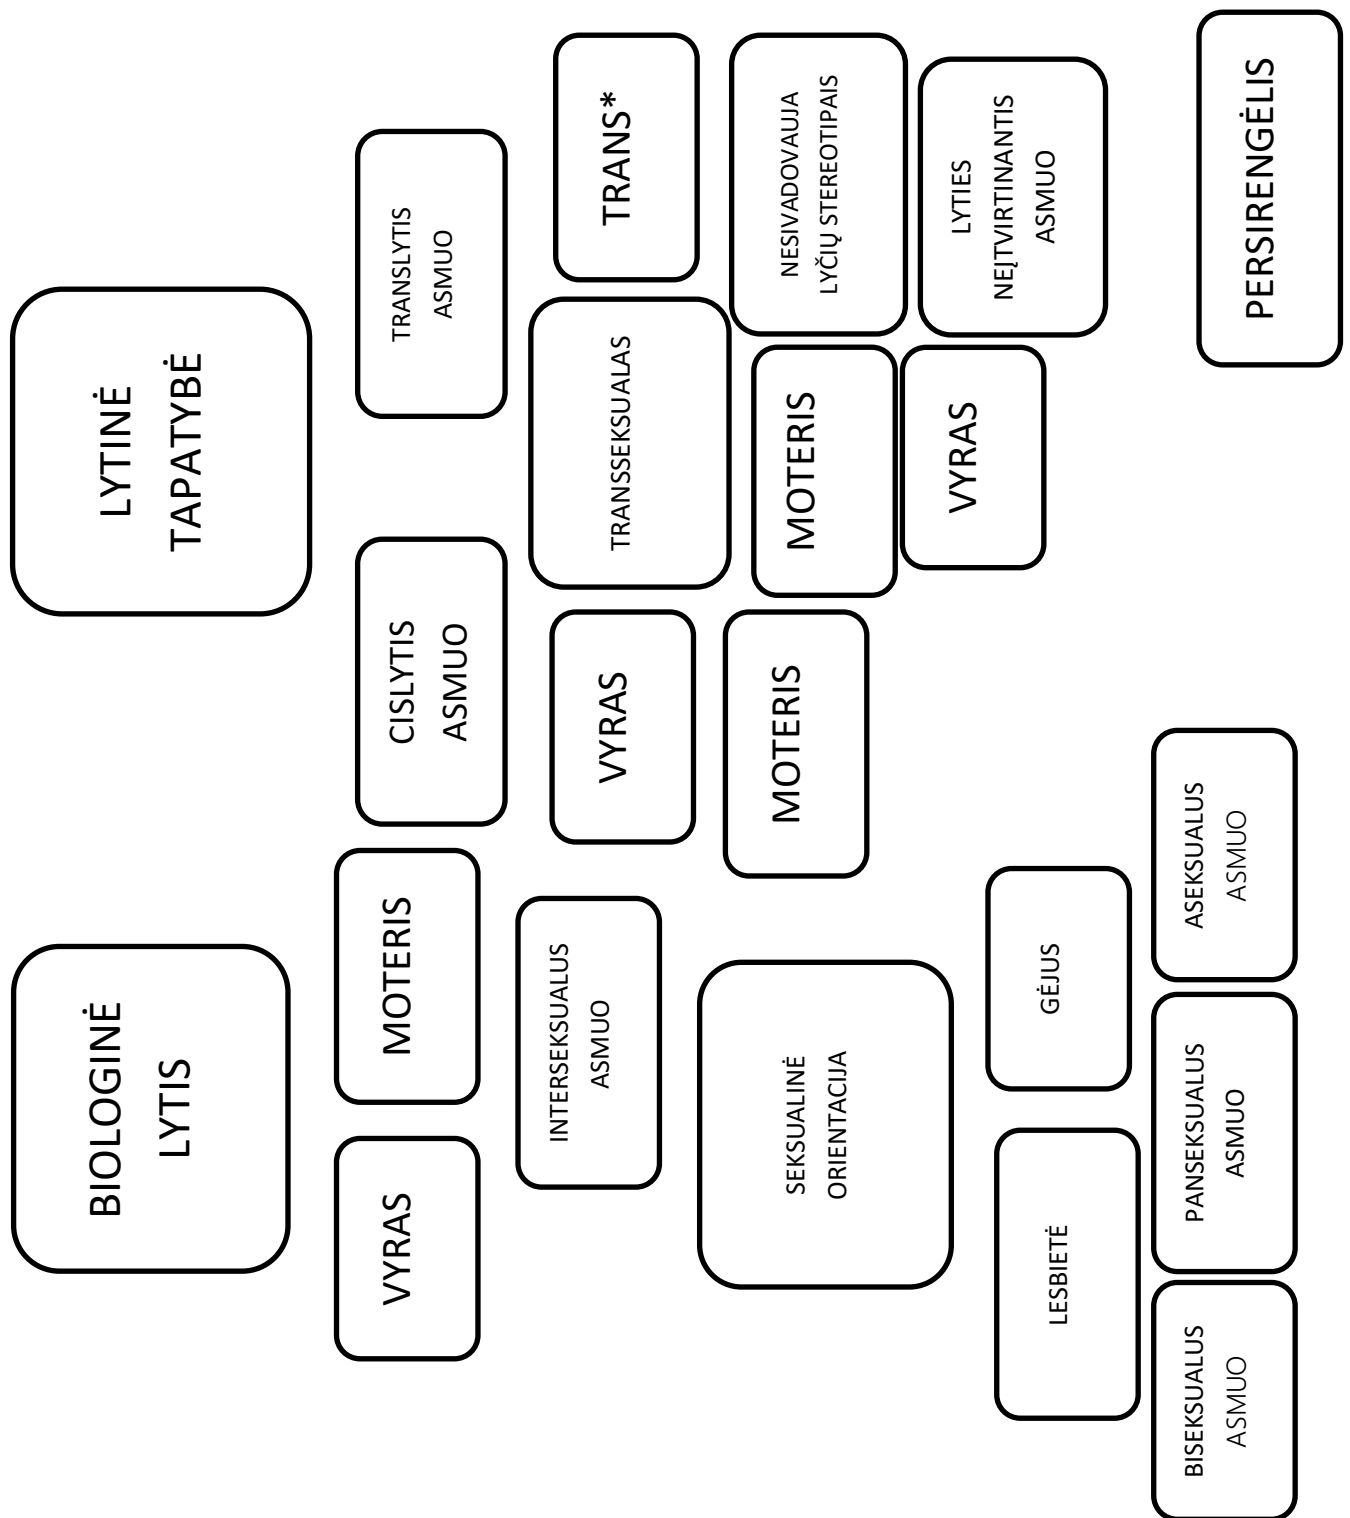 BIOLOGINĖ
LYTIS
LYTINĖ
TAPATYBĖ
VYRAS
MOTERIS
CISLYTIS
ASMUO
TRANSLYTIS
ASMUO
INTERSEKSUALUS
ASMUO
VYRAS
TRANSSEKSUALAS
TRANS*
SEKSUALINĖ
ORIENTACIJA
MOTERIS
MOTERIS
NESIVADOVAUJA
LYČIŲ STEREOTIPAIS
VYRAS
LYTIES
NEĮTVIRTINANTIS
ASMUO
LESBIETĖ
GĖJUS
BISEKSUALUS
ASMUO
PANSEKSUALUS
ASMUO
ASEKSUALUS
ASMUO
PERSIRENGĖLIS